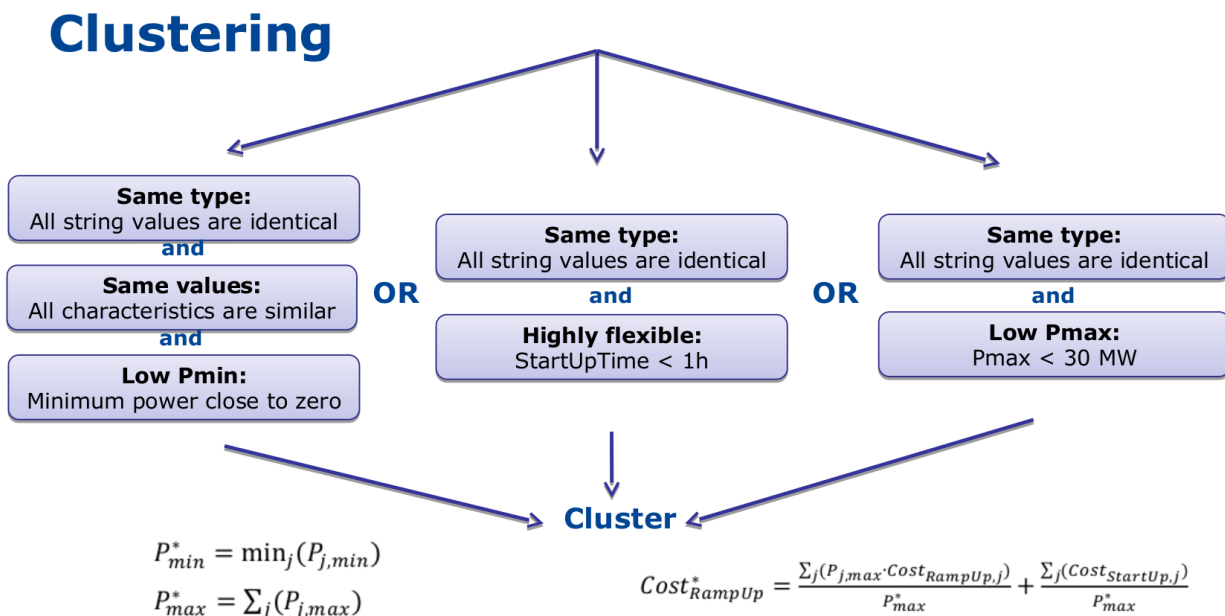 Clustering
Same type:
All string values are identical
and
Same values:
All characteristics are similar
and
Low Pmin:
Minimum power close to zero
OR
Same type:
All string values are identical
and
Highly flexible:
StartUpTime < 1h
OR
Same type:
All string values are identical
and
Low Pmax:
Pmax < 30 MW
Cluster
P*min = minj(Pj,min)
P*max = ∑j(Pj,max)
Cost*RampUp = ∑j(Pj,max·CostRampUp,j)/P*max + ∑j(CostStartUp,j)/P*max